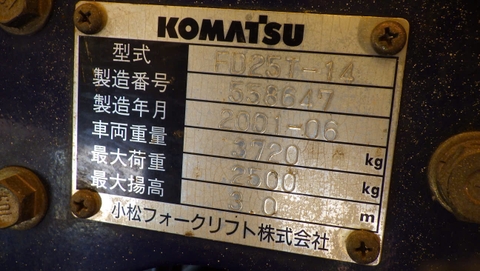 KOMATSU
型式 FD25T-14
製造番号 558647
製造年月 2001-06
車両重量 3720 kg
最大荷重 2500 kg
最大揚高 3.0 m
小松フォークリフト株式会社